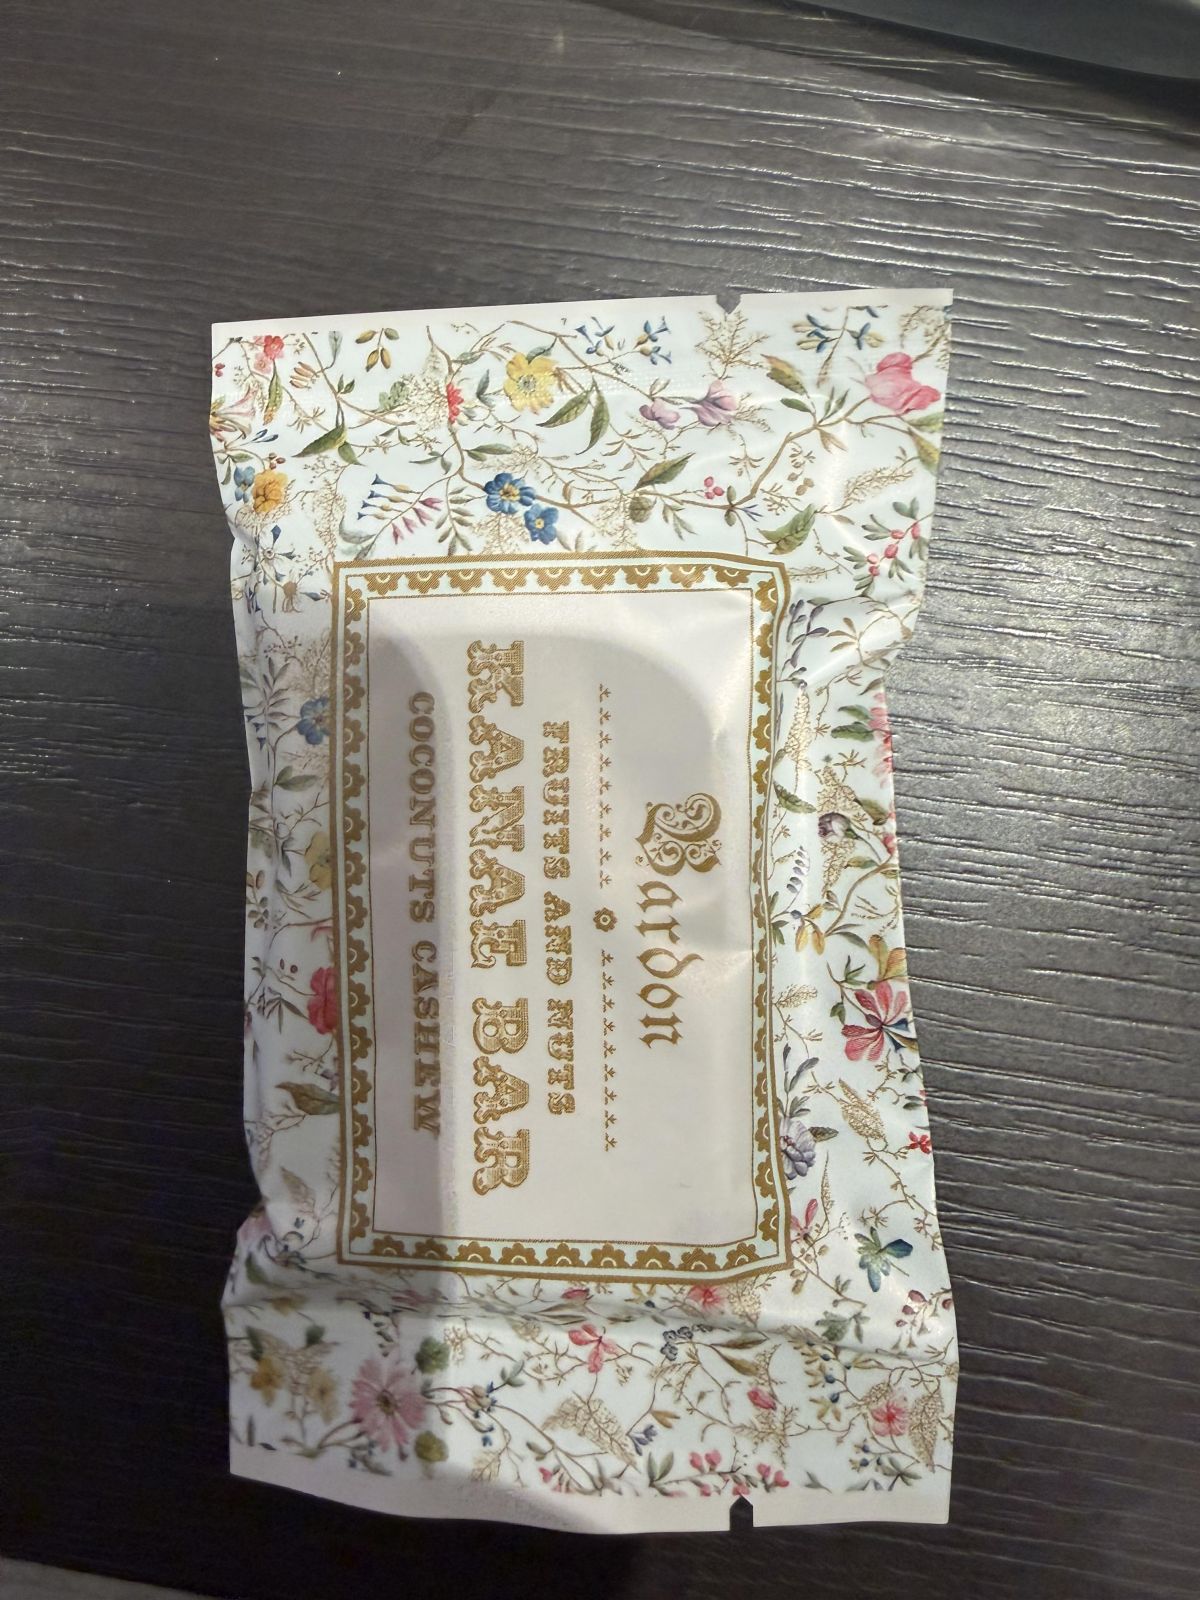 Bardon
FRUITS AND NUTS
KANAE BAR
COCONUTS CASHEW